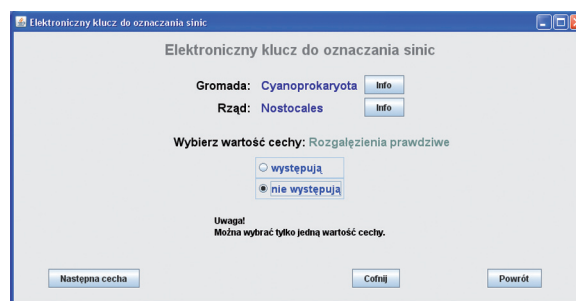 Elektroniczny klucz do oznaczania sinic
Elektroniczny klucz do oznaczania sinic
Gromada: Cyanoprokaryota Info
Rząd: Nostocales Info
Wybierz wartość cechy: Rozgałęzienia prawdziwe
występują
nie występują
Uwaga!
Można wybrać tylko jedną wartość cechy.
Następna cecha Cofnij Powrót